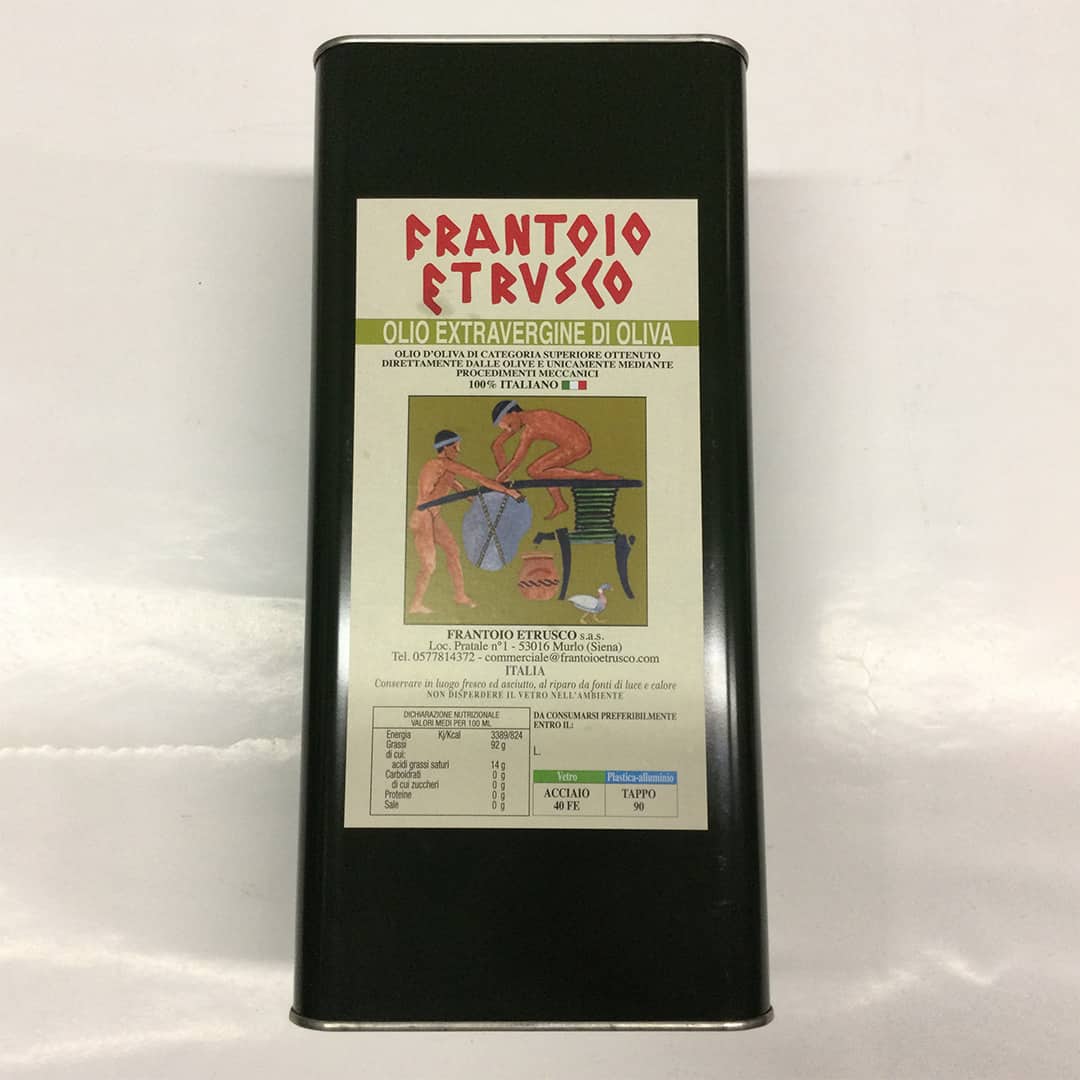 FRANTOIO
ETRVSCO
OLIO EXTRAVERGINE DI OLIVA
OLIO D'OLIVA DI CATEGORIA SUPERIORE OTTENUTO
DIRETTAMENTE DALLE OLIVE E UNICAMENTE MEDIANTE
PROCEDIMENTI MECCANICI
100% ITALIANO
FRANTOIO ETRUSCO s.a.s.
Loc. Pratale n°1 - 53016 Murlo (Siena)
Tel. 0577814372 - commerciale@frantoioetrusco.com
ITALIA
Conservare in luogo fresco ed asciutto, al riparo da fonti di luce e calore
NON DISPERDERE IL VETRO NELL'AMBIENTE
DICHIARAZIONE NUTRIZIONALE
VALORI MEDI PER 100 ML
Energia Kj/Kcal 3389/824
Grassi 92 g
di cui:
acidi grassi saturi 14 g
Carboidrati 0 g
di cui zuccheri 0 g
Proteine 0 g
Sale 0 g
DA CONSUMARSI PREFERIBILMENTE
ENTRO IL:
L.
Vetro Plastica-alluminio
ACCIAIO TAPPO
40 FE 90